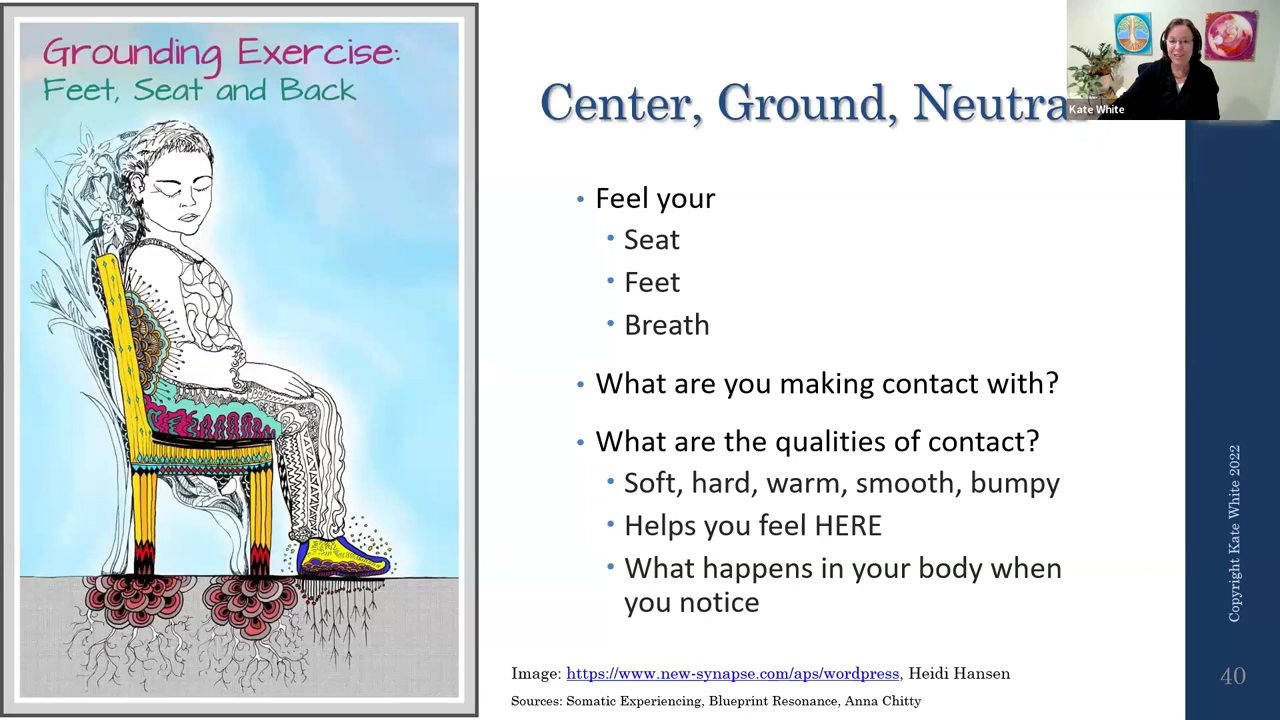 Grounding Exercise:
Feet, Seat and Back
Center, Ground, Neutra
Kate White
• Feel your
• Seat
• Feet
• Breath
• What are you making contact with?
• What are the qualities of contact?
• Soft, hard, warm, smooth, bumpy
• Helps you feel HERE
• What happens in your body when
you notice
Image: https://www.new-synapse.com/aps/wordpress, Heidi Hansen
Sources: Somatic Experiencing, Blueprint Resonance, Anna Chitty
Copyright Kate White 2022
40